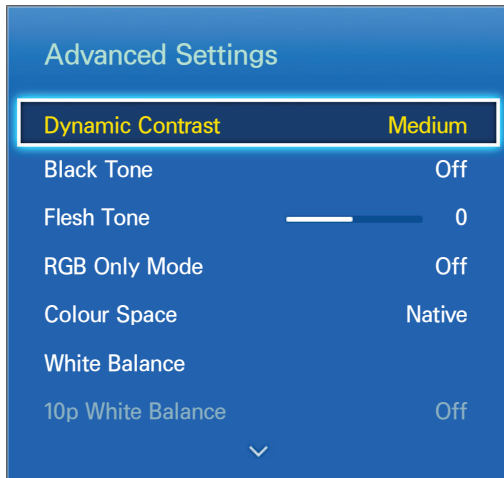 Advanced Settings
Dynamic Contrast Medium
Black Tone Off
Flesh Tone 0
RGB Only Mode Off
Colour Space Native
White Balance
10p White Balance Off